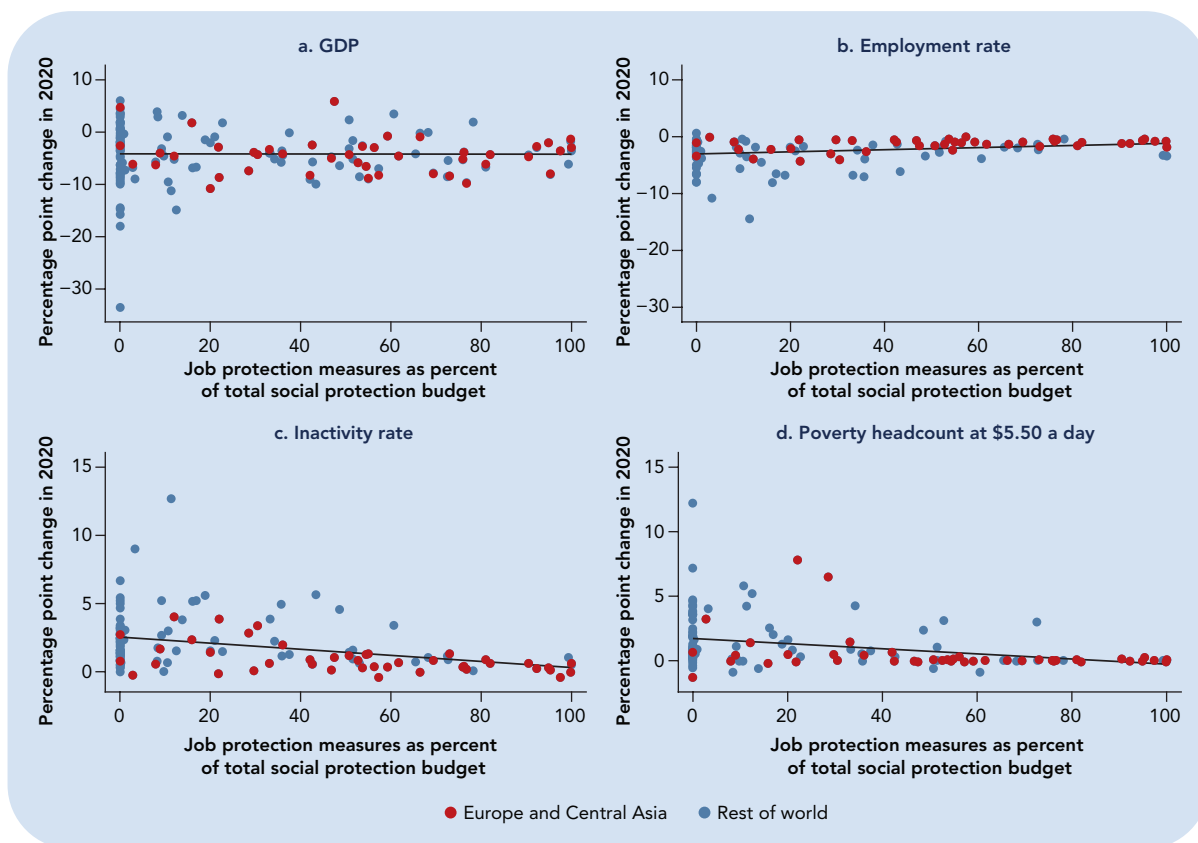 a. GDP
Percentage point change in 2020
10
0
−10
−20
−30
0 20 40 60 80 100
Job protection measures as percent
of total social protection budget
b. Employment rate
Percentage point change in 2020
10
0
−10
−20
−30
0 20 40 60 80 100
Job protection measures as percent
of total social protection budget
c. Inactivity rate
Percentage point change in 2020
15
10
5
0
0 20 40 60 80 100
Job protection measures as percent
of total social protection budget
d. Poverty headcount at $5.50 a day
Percentage point change in 2020
15
10
5
0
0 20 40 60 80 100
Job protection measures as percent
of total social protection budget
Europe and Central Asia Rest of world